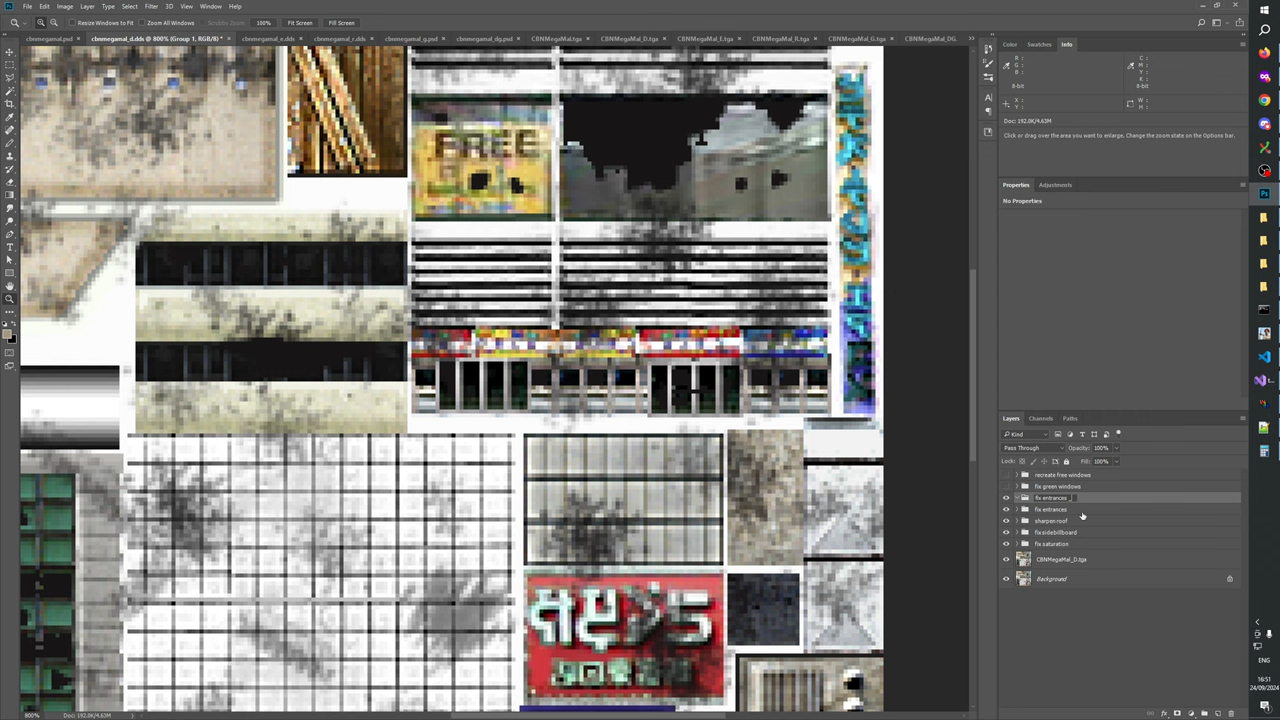 File Edit Image Layer Type Select Filter 3D View Window Help
Resize Windows to Fit Zoom All Windows Scrubby Zoom 100% Fit Screen Fill Screen
cbnmegamal.psd × cbnmegamal_d.dds @ 800% (Group 1, RGB/8) * × cbnmegamal_e.dds × cbnmegamal_r.dds × cbnmegamal_g.psd × cbnmegamal_dg.psd × CBNMegaMal.tga × CBNMegaMal_D.tga × CBNMegaMal_E.tga × CBNMegaMal_R.tga × CBNMegaMal_G.tga × CBNMegaMal_DG.
Color Swatches Info
R :
G :
B :
8-bit
C :
M :
Y :
K :
8-bit
X :
Y :
W :
H :
Doc: 192.0K/4.63M
Click or drag over the area you want to enlarge. Change the zoom state on the Options bar.
Properties Adjustments
No Properties
FREE
Layers Channels Paths
Kind
Pass Through Opacity: 100%
Lock: Fill: 100%
recreate free windows
fix green windows
fix entrances _
fix entrances
sharpen roof
fix sidebillboard
fix saturation
CBNMegaMal_D.tga
Background
16:51
24/09/2024
800% Doc: 192.0K/4.63M